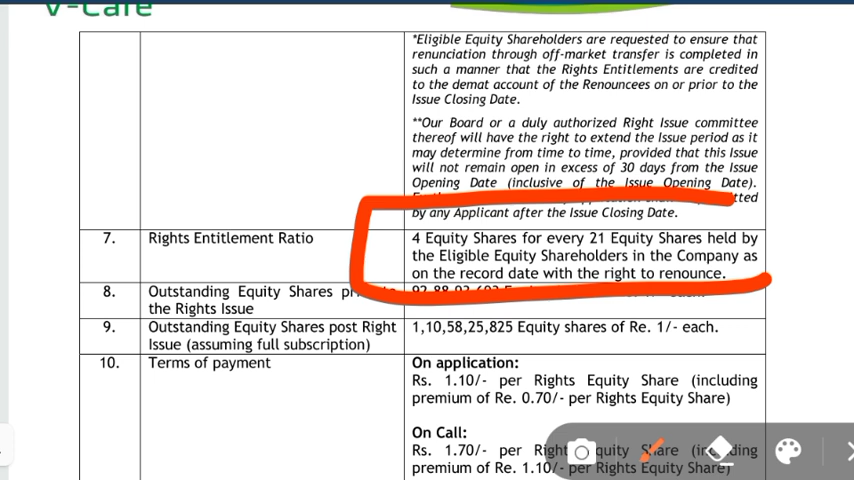 V-Care
*Eligible Equity Shareholders are requested to ensure that
renunciation through off-market transfer is completed in
such a manner that the Rights Entitlements are credited
to the demat account of the Renouncees on or prior to the
Issue Closing Date.
**Our Board or a duly authorized Right Issue committee
thereof will have the right to extend the Issue period as it
may determine from time to time, provided that this Issue
will not remain open in excess of 30 days from the Issue
Opening Date (inclusive of the Issue Opening Date).
by any Applicant after the Issue Closing Date.
7. Rights Entitlement Ratio
4 Equity Shares for every 21 Equity Shares held by
the Eligible Equity Shareholders in the Company as
on the record date with the right to renounce.
8. Outstanding Equity Shares
the Rights Issue
each.
9. Outstanding Equity Shares post Right
Issue (assuming full subscription)
1,10,58,25,825 Equity shares of Re. 1/- each.
10. Terms of payment
On application:
Rs. 1.10/- per Rights Equity Share (including
premium of Re. 0.70/- per Rights Equity Share)
On Call:
Rs. 1.70/- per Right Equity Share (including
premium of Re. 1.10/- per Rights Equity Share)